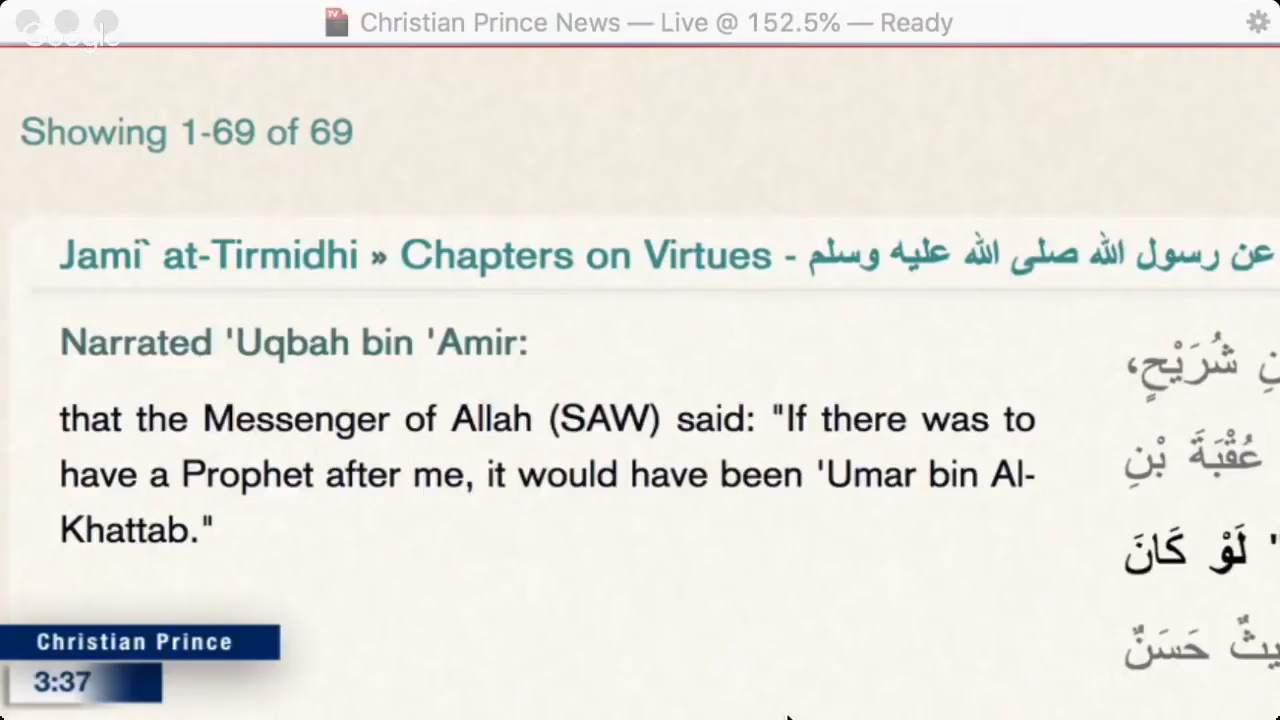 Christian Prince News — Live @ 152.5% — Ready
Google
Showing 1-69 of 69
Jami` at-Tirmidhi » Chapters on Virtues - عن رسول الله صلى الله عليه وسلم
Narrated 'Uqbah bin 'Amir:
that the Messenger of Allah (SAW) said: "If there was to
have a Prophet after me, it would have been 'Umar bin Al-
Khattab."
نِ شُرَيْحٍ،
عُقْبَةَ بْنِ
" لَوْ كَانَ
حَسَنٌ
Christian Prince
3:37